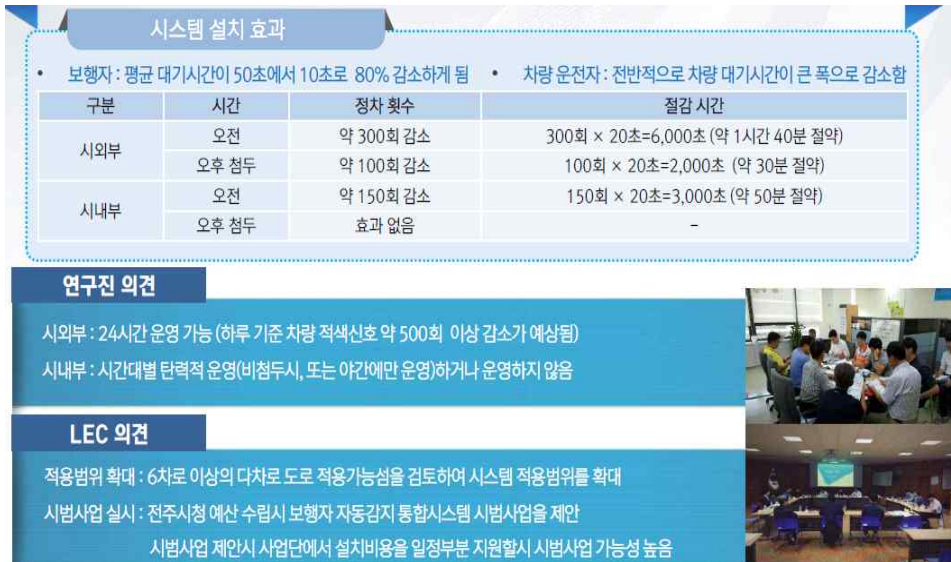 시스템 설치 효과
• 보행자 : 평균 대기시간이 50초에서 10초로 80% 감소하게 됨 • 차량 운전자 : 전반적으로 차량 대기시간이 큰 폭으로 감소함
구분 시간 정차 횟수 절감 시간
시외부 오전 약 300회 감소 300회 × 20초=6,000초 (약 1시간 40분 절약)
오후 첨두 약 100회 감소 100회 × 20초=2,000초 (약 30분 절약)
시내부 오전 약 150회 감소 150회 × 20초=3,000초 (약 50분 절약)
오후 첨두 효과 없음 -
연구진 의견
시외부 : 24시간 운영 가능 (하루 기준 차량 적색신호 약 500회 이상 감소가 예상됨)
시내부 : 시간대별 탄력적 운영(비첨두시, 또는 야간에만 운영)하거나 운영하지 않음
LEC 의견
적용범위 확대 : 6차로 이상의 다차로 도로 적용가능성을 검토하여 시스템 적용범위를 확대
시범사업 실시 : 전주시청 예산 수립시 보행자 자동감지 통합시스템 시범사업을 제안
시범사업 제안시 사업단에서 설치비용을 일정부분 지원할시 시범사업 가능성 높음